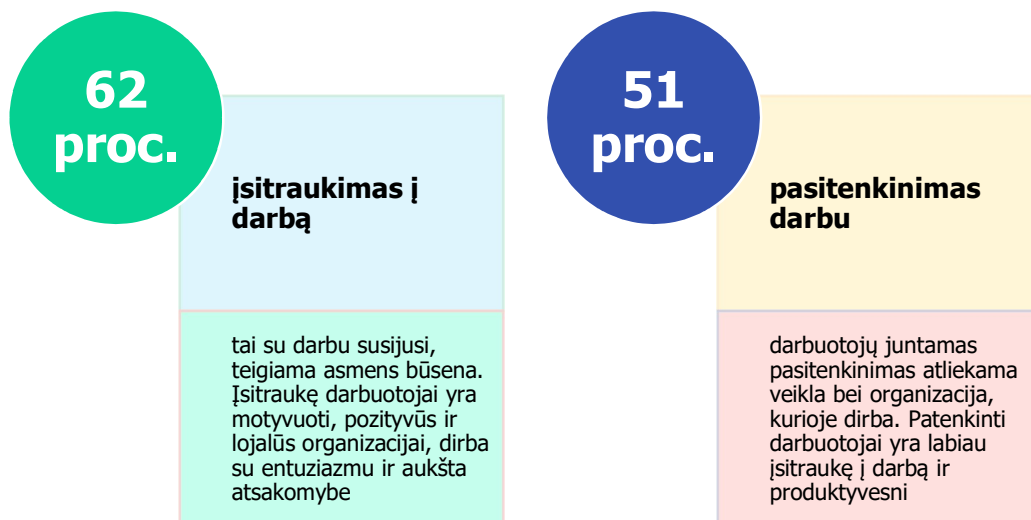 62
proc.
įsitraukimas į
darbą
tai su darbu susijusi,
teigiama asmens būsena.
Įsitraukę darbuotojai yra
motyvuoti, pozityvūs ir
lojalūs organizacijai, dirba
su entuziazmu ir aukšta
atsakomybe
51
proc.
pasitenkinimas
darbu
darbuotojų juntamas
pasitenkinimas atliekama
veikla bei organizacija,
kurioje dirba. Patenkinti
darbuotojai yra labiau
įsitraukę į darbą ir
produktyvesni